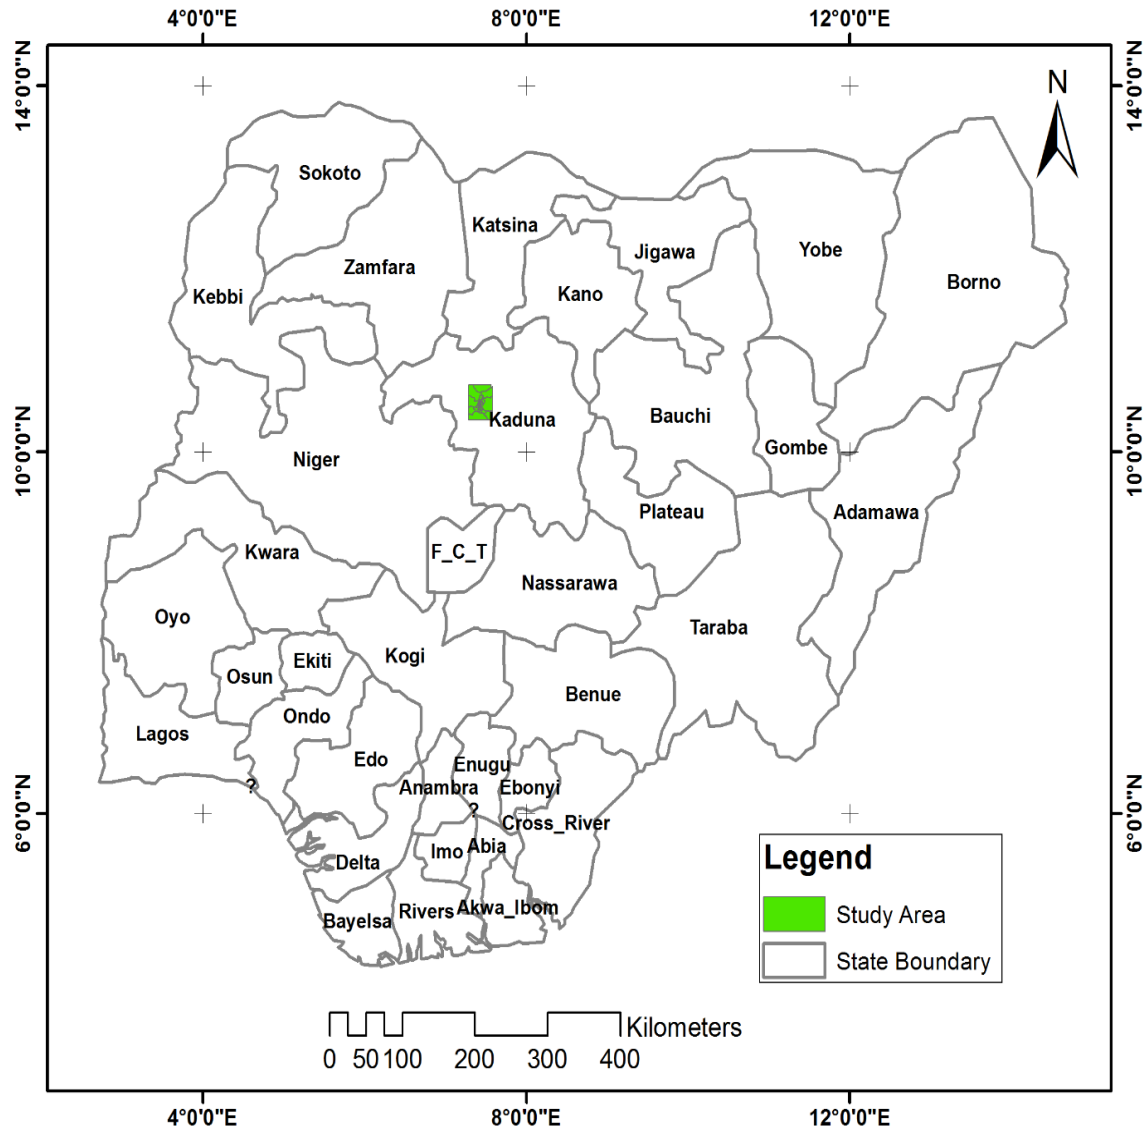 4°0'0"E 8°0'0"E 12°0'0"E
14°0'0"N 14°0'0"N
N
Sokoto
Katsina
Jigawa
Yobe
Zamfara
Borno
Kebbi
Kano
Kaduna
Bauchi
Gombe
10°0'0"N 10°0'0"N
Niger
Plateau
Adamawa
Kwara
F_C_T
Nassarawa
Oyo
Taraba
Kogi
Ekiti
Osun
Benue
Ondo
Lagos
Edo
Enugu
?
Anambra
Ebonyi
?
6°0'0"N 6°0'0"N
Cross_River
Imo
Abia
Delta
Bayelsa
Rivers
Akwa_Ibom
Legend
Study Area
State Boundary
Kilometers
0 50 100 200 300 400
4°0'0"E 8°0'0"E 12°0'0"E